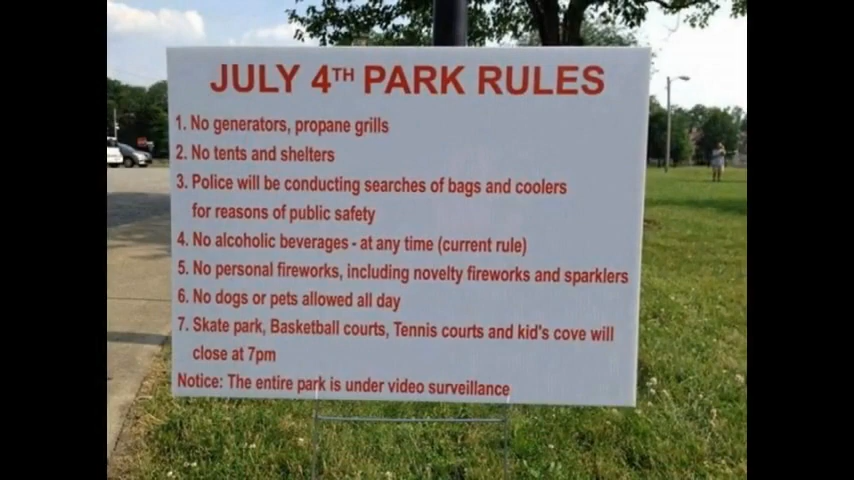 JULY 4TH PARK RULES
1. No generators, propane grills
2. No tents and shelters
3. Police will be conducting searches of bags and coolers
for reasons of public safety
4. No alcoholic beverages - at any time (current rule)
5. No personal fireworks, including novelty fireworks and sparklers
6. No dogs or pets allowed all day
7. Skate park, Basketball courts, Tennis courts and kid's cove will
close at 7pm
Notice: The entire park is under video surveillance